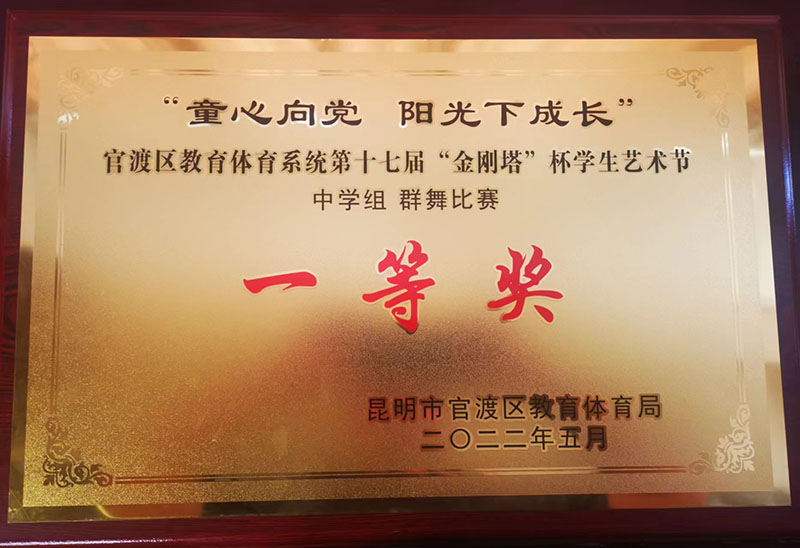 “童心向党 阳光下成长”
官渡区教育体育系统第十七届“金刚塔”杯学生艺术节
中学组 群舞比赛
一等奖
昆明市官渡区教育体育局
二〇二二年五月